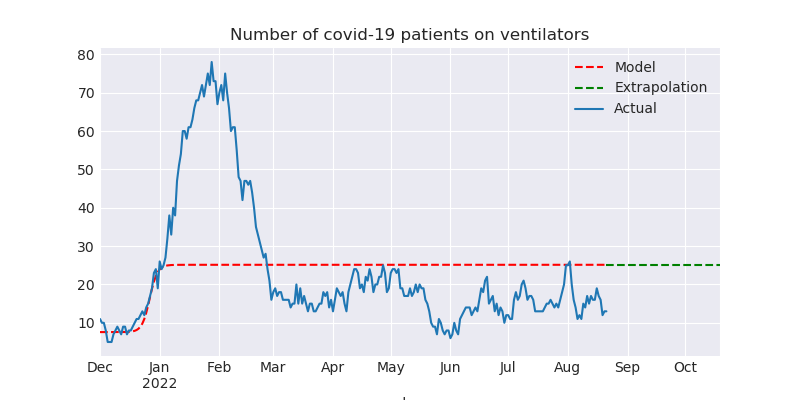 Number of covid-19 patients on ventilators
80
70
60
50
40
30
20
10
Model
Extrapolation
Actual
Dec Jan Feb Mar Apr May Jun Jul Aug Sep Oct
2022